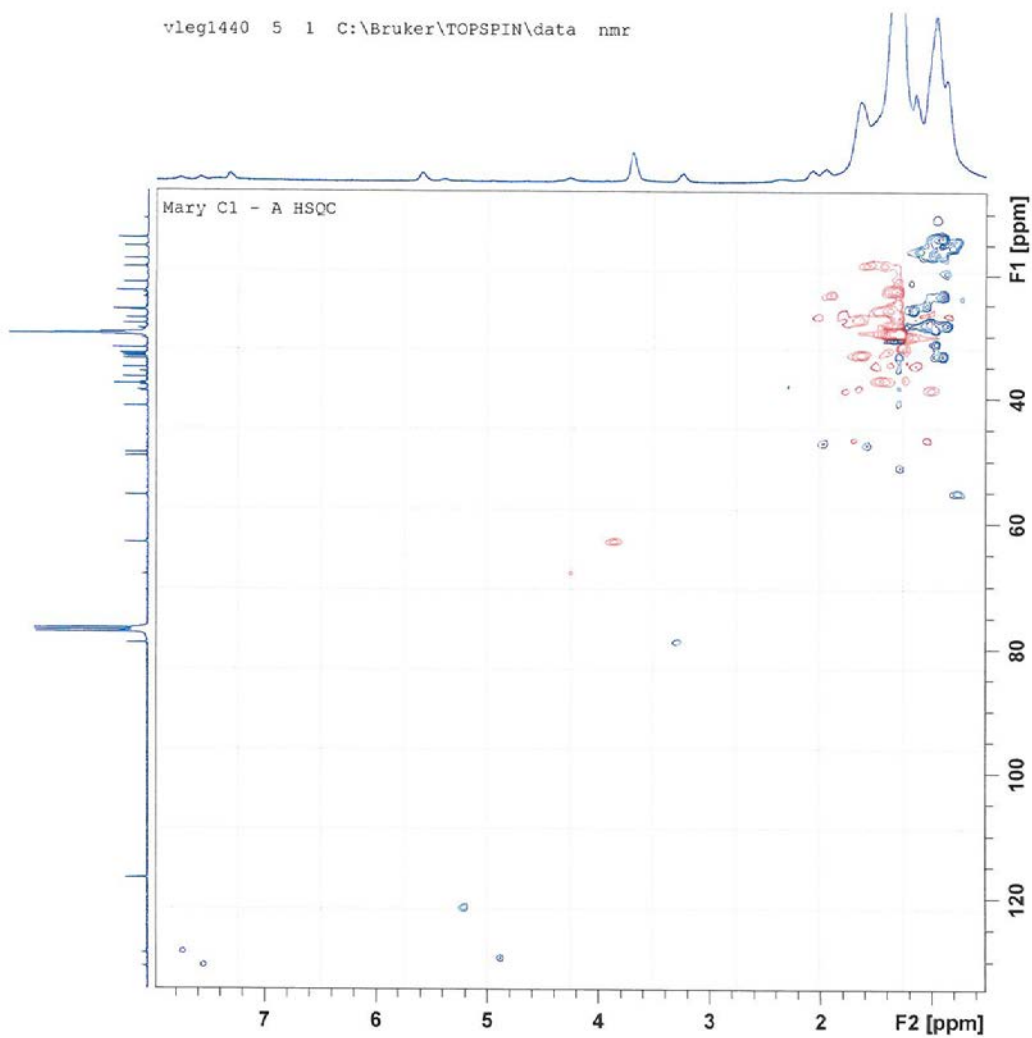 vleg1440 5 1 C:\Bruker\TOPSPIN\data nmr
Mary C1 - A HSQC
F1 [ppm]
40
60
80
100
120
7 6 5 4 3 2 F2 [ppm]